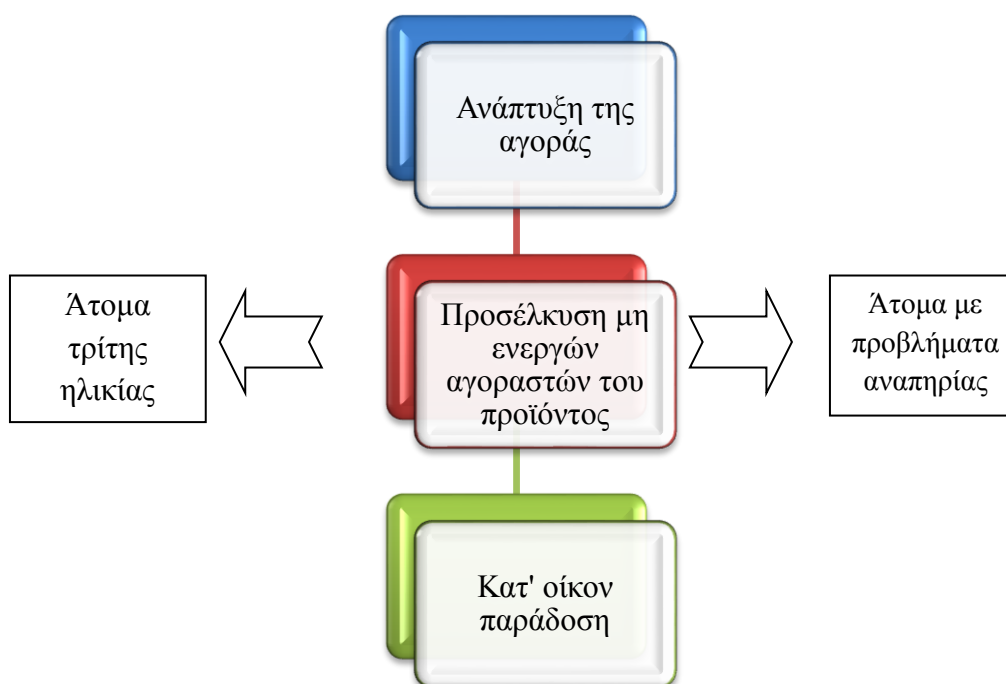 Ανάπτυξη της
αγοράς
Άτομα
τρίτης
ηλικίας
Προσέλκυση μη
ενεργών
αγοραστών του
προϊόντος
Άτομα με
προβλήματα
αναπηρίας
Κατ' οίκον
παράδοση